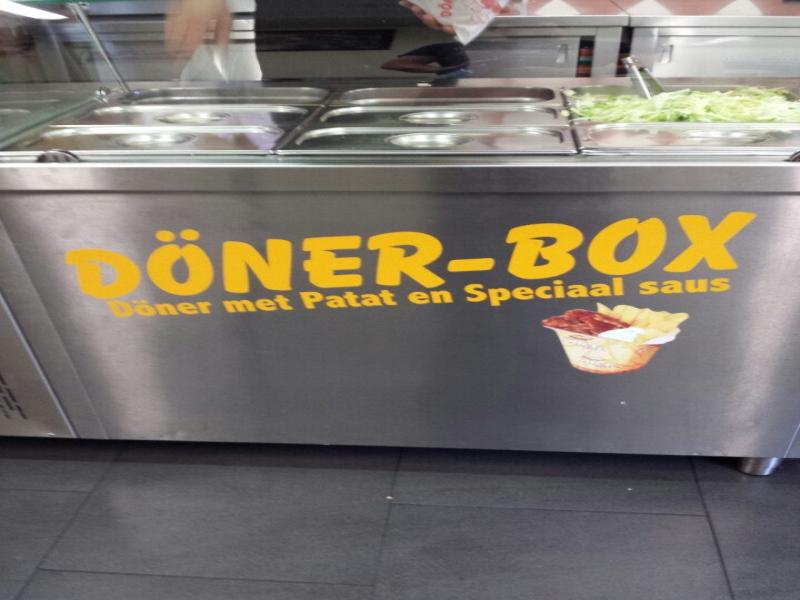 DÖNER-BOX
Döner met Patat en Speciaal saus